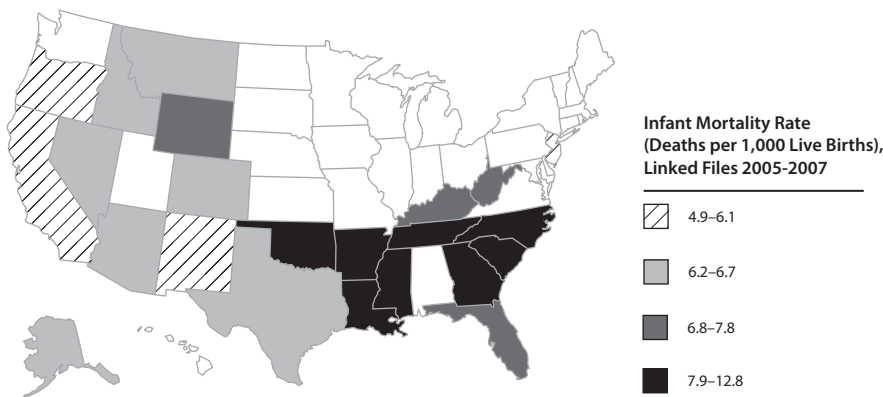 Infant Mortality Rate
(Deaths per 1,000 Live Births),
Linked Files 2005-2007
4.9–6.1
6.2–6.7
6.8–7.8
7.9–12.8